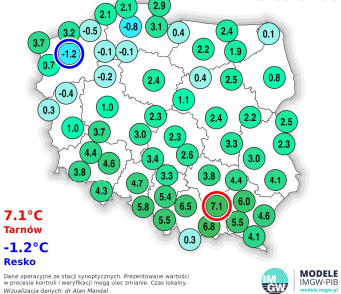 2.1 2.1 2.9
3.7 3.2 -0.5 -0.8 3.1 0.4 2.4 0.1
0.7 -1.2 -0.1 -0.1 2.2 1.9
-0.2 2.4 0.4 2.5 0.8
-0.4 1.1
0.3 1.0 2.3 2.4 2.2 2.5
1.0 3.7 3.0 2.3 3.3 2.3
4.4 4.6 3.4 2.6 3.0
3.8 4.3 4.7 3.3 3.8 4.4 4.1
5.8 5.4 6.5 7.1 6.0
5.5 6.8 5.5 4.6
0.3 4.1
7.1°C
Tarnów
-1.2°C
Resko
Dane operacyjne ze stacji synoptycznych. Prezentowane wartości
w procesie kontroli i weryfikacji mogą ulec zmianie. Czas lokalny.
Wizualizacja danych: dr Alan Mandal
IMGW
PIB
MODELE
IMGW-PIB
modele.imgw.pl